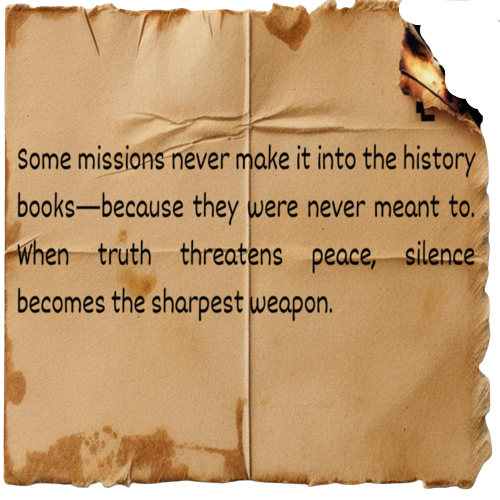 Some missions never make it into the history
books—because they were never meant to.
When truth threatens peace, silence
becomes the sharpest weapon.